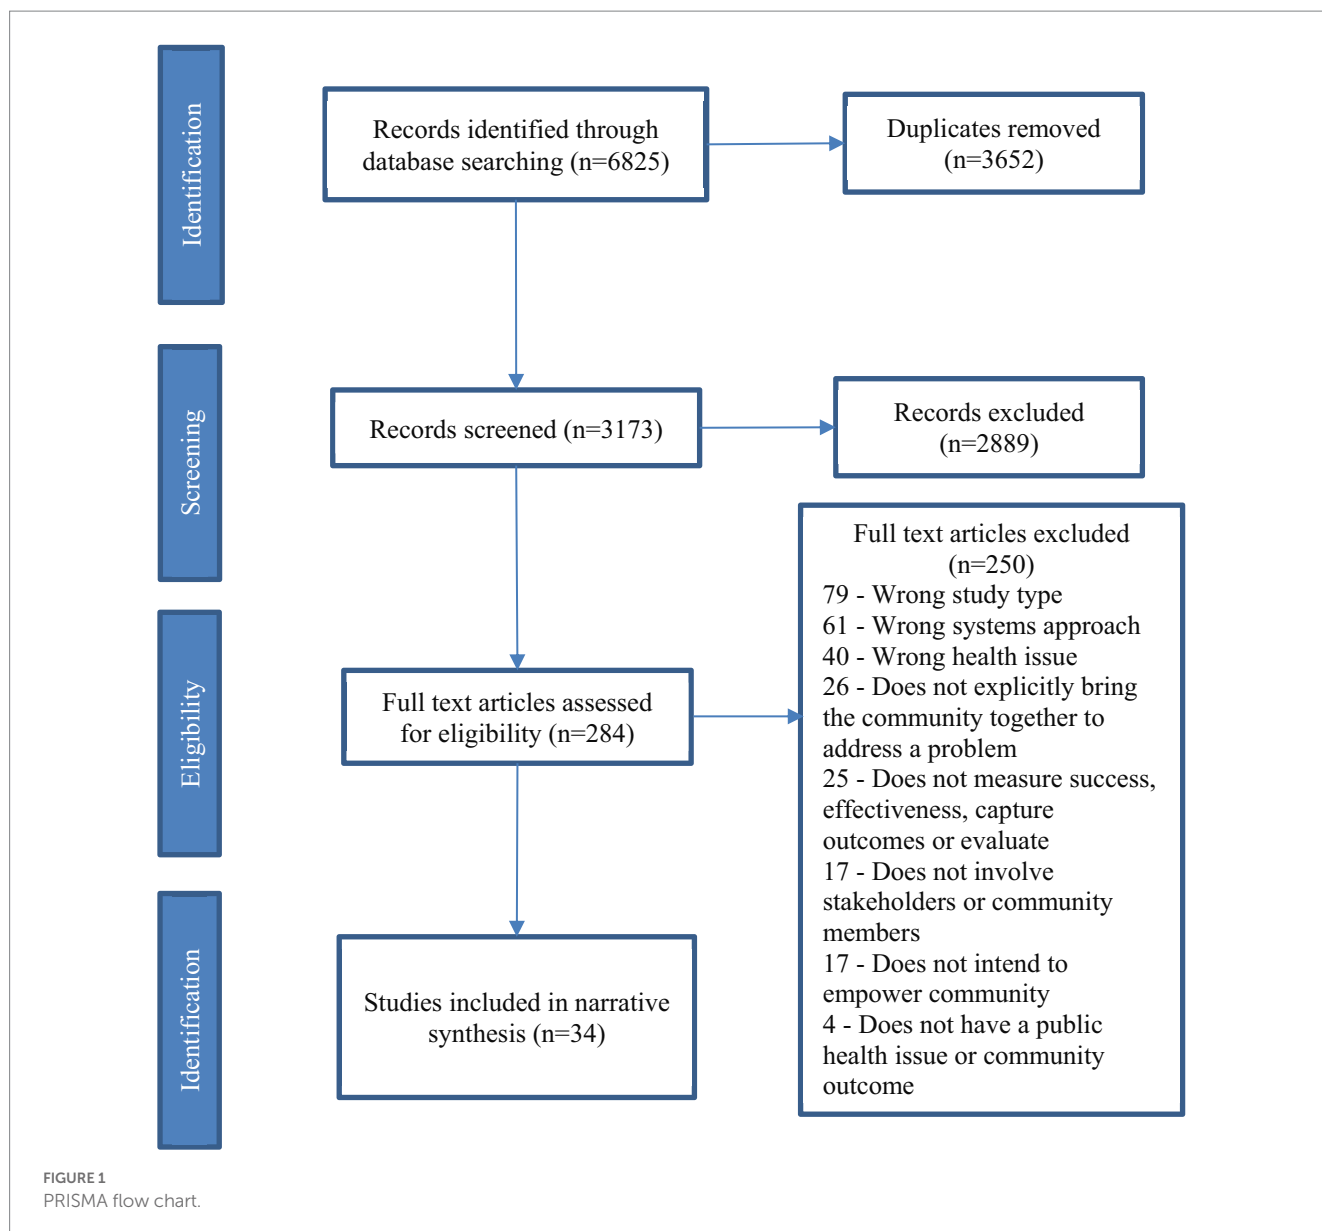 Identification
Records identified through
database searching (n=6825)
Duplicates removed
(n=3652)
Screening
Records screened (n=3173)
Records excluded
(n=2889)
Eligibility
Full text articles assessed
for eligibility (n=284)
Full text articles excluded
(n=250)
79 - Wrong study type
61 - Wrong systems approach
40 - Wrong health issue
26 - Does not explicitly bring
the community together to
address a problem
25 - Does not measure success,
effectiveness, capture
outcomes or evaluate
17 - Does not involve
stakeholders or community
members
17 - Does not intend to
empower community
4 - Does not have a public
health issue or community
outcome
Identification
Studies included in narrative
synthesis (n=34)
FIGURE 1
PRISMA flow chart.